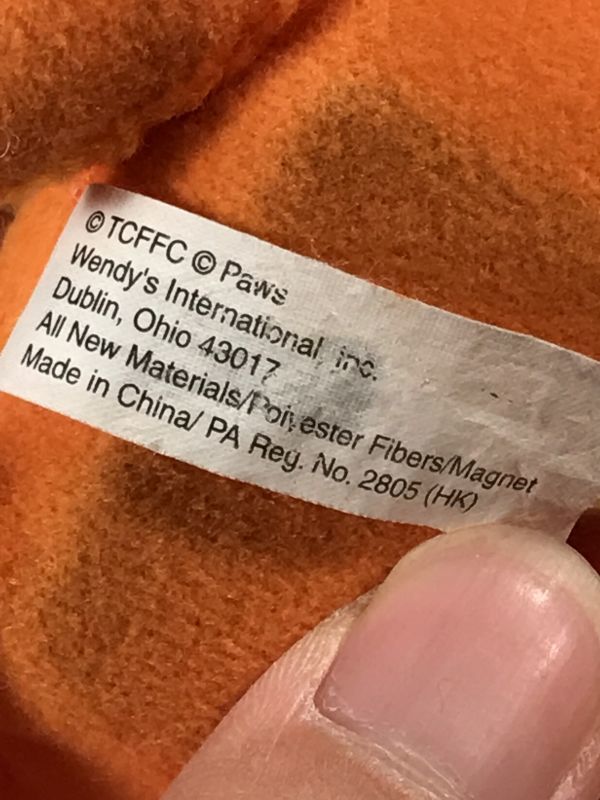 © TCFFC © Paws
Wendy's International, Inc.
Dublin, Ohio 43017
All New Materials/Polyester Fibers/Magnet
Made in China/ PA Reg. No. 2805 (HK)